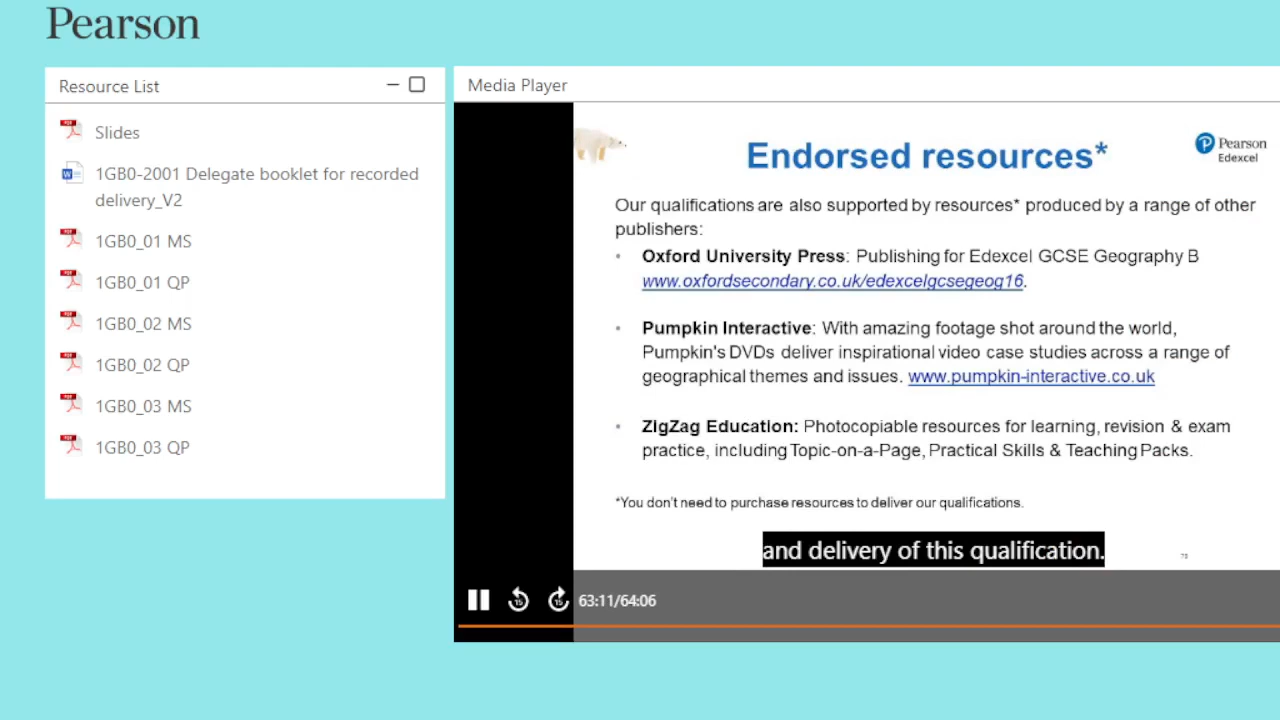 Pearson
Resource List
Slides
1GB0-2001 Delegate booklet for recorded
delivery_V2
1GB0_01 MS
1GB0_01 QP
1GB0_02 MS
1GB0_02 QP
1GB0_03 MS
1GB0_03 QP
Media Player
Endorsed resources*
Pearson
Edexcel
Our qualifications are also supported by resources* produced by a range of other
publishers:
• Oxford University Press: Publishing for Edexcel GCSE Geography B
www.oxfordsecondary.co.uk/edexcelgcsegeog16.
• Pumpkin Interactive: With amazing footage shot around the world,
Pumpkin's DVDs deliver inspirational video case studies across a range of
geographical themes and issues. www.pumpkin-interactive.co.uk
• ZigZag Education: Photocopiable resources for learning, revision & exam
practice, including Topic-on-a-Page, Practical Skills & Teaching Packs.
*You don't need to purchase resources to deliver our qualifications.
and delivery of this qualification.
15
15
63:11/64:06